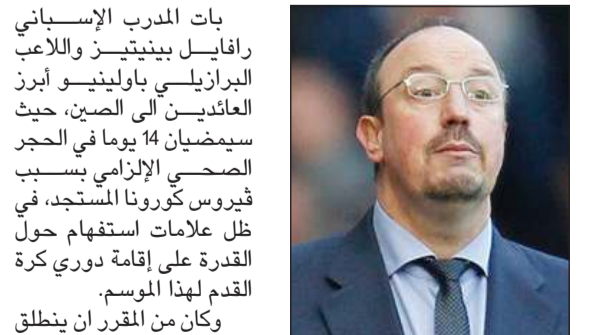 بات المدرب الإسباني
رافايل بينيتيز واللاعب
البرازيلي باولينيو أبرز
العائدين الى الصين، حيث
سيمضيان 14 يوما في الحجر
الصحي الإلزامي بسبب
ڤيروس كورونا المستجد، في
ظل علامات استفهام حول
القدرة على إقامة دوري كرة
القدم لهذا الموسم.
وكان من المقرر ان ينطلق